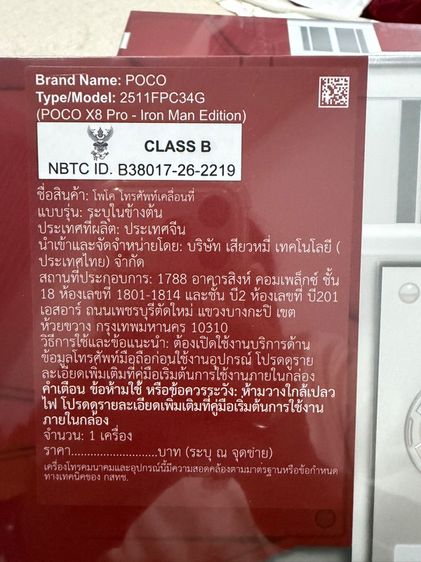 Brand Name: POCO
Type/Model: 2511FPC34G
(POCO X8 Pro - Iron Man Edition)
CLASS B
NBTC ID. B38017-26-2219
ชื่อสินค้า: โพโค โทรศัพท์เคลื่อนที่
แบบรุ่น: ระบุในข้างต้น
ประเทศที่ผลิต: ประเทศจีน
นำเข้าและจัดจำหน่ายโดย: บริษัท เสียวหมี่ เทคโนโลยี (
ประเทศไทย) จำกัด
สถานที่ประกอบการ: 1788 อาคารสิงห์ คอมเพล็กซ์ ชั้น
18 ห้องเลขที่ 1801-1814 และชั้น บี2 ห้องเลขที่ บี201
เอสอาร์ ถนนเพชรบุรีตัดใหม่ แขวงบางกะปิ เขต
ห้วยขวาง กรุงเทพมหานคร 10310
วิธีการใช้และข้อแนะนำ: ต้องเปิดใช้งานบริการด้าน
ข้อมูลโทรศัพท์มือถือก่อนใช้งานอุปกรณ์ โปรดดูราย
ละเอียดเพิ่มเติมที่คู่มือเริ่มต้นการใช้งานภายในกล่อง
คำเตือน ข้อห้ามใช้ หรือข้อควรระวัง: ห้ามวางใกล้เปลว
ไฟ โปรดดูรายละเอียดเพิ่มเติมที่คู่มือเริ่มต้นการใช้งาน
ภายในกล่อง
จำนวน: 1 เครื่อง
ราคา..........................บาท (ระบุ ณ จุดขาย)
เครื่องโทรคมนาคมและอุปกรณ์นี้มีความสอดคล้องตามมาตรฐานหรือข้อกำหนด
ทางเทคนิคของ กสทช.